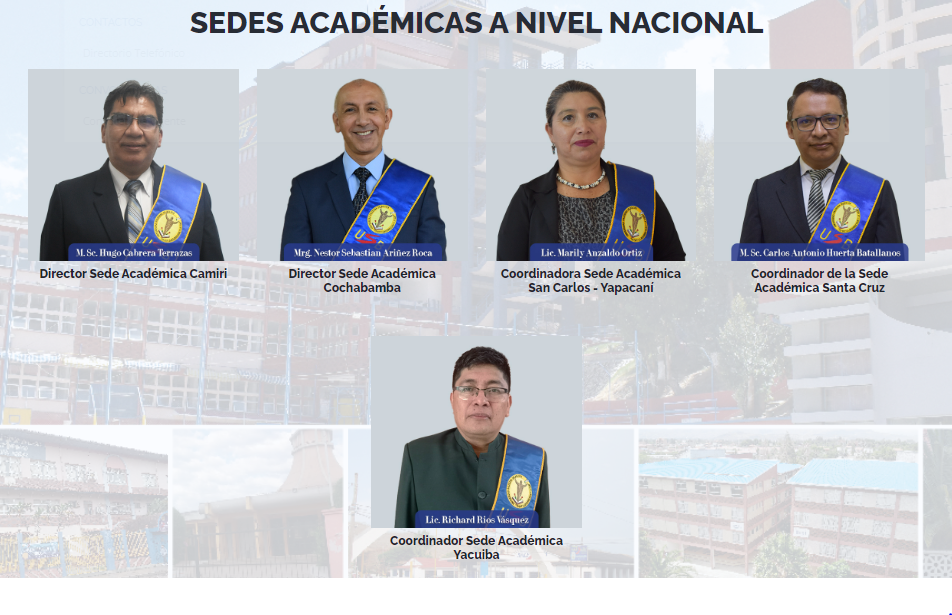 SEDES ACADÉMICAS A NIVEL NACIONAL
M. Sc. Hugo Cabrera Terrazas
Director Sede Académica Camiri
Mrg. Nestor Sebastian Ariñez Roca
Director Sede Académica
Cochabamba
Lic. Marily Anzaldo Ortiz
Coordinadora Sede Académica
San Carlos - Yapacaní
M. Sc. Carlos Antonio Huerta Batallanos
Coordinador de la Sede
Académica Santa Cruz
Lic. Richard Rios Vásquez
Coordinador Sede Académica
Yacuiba